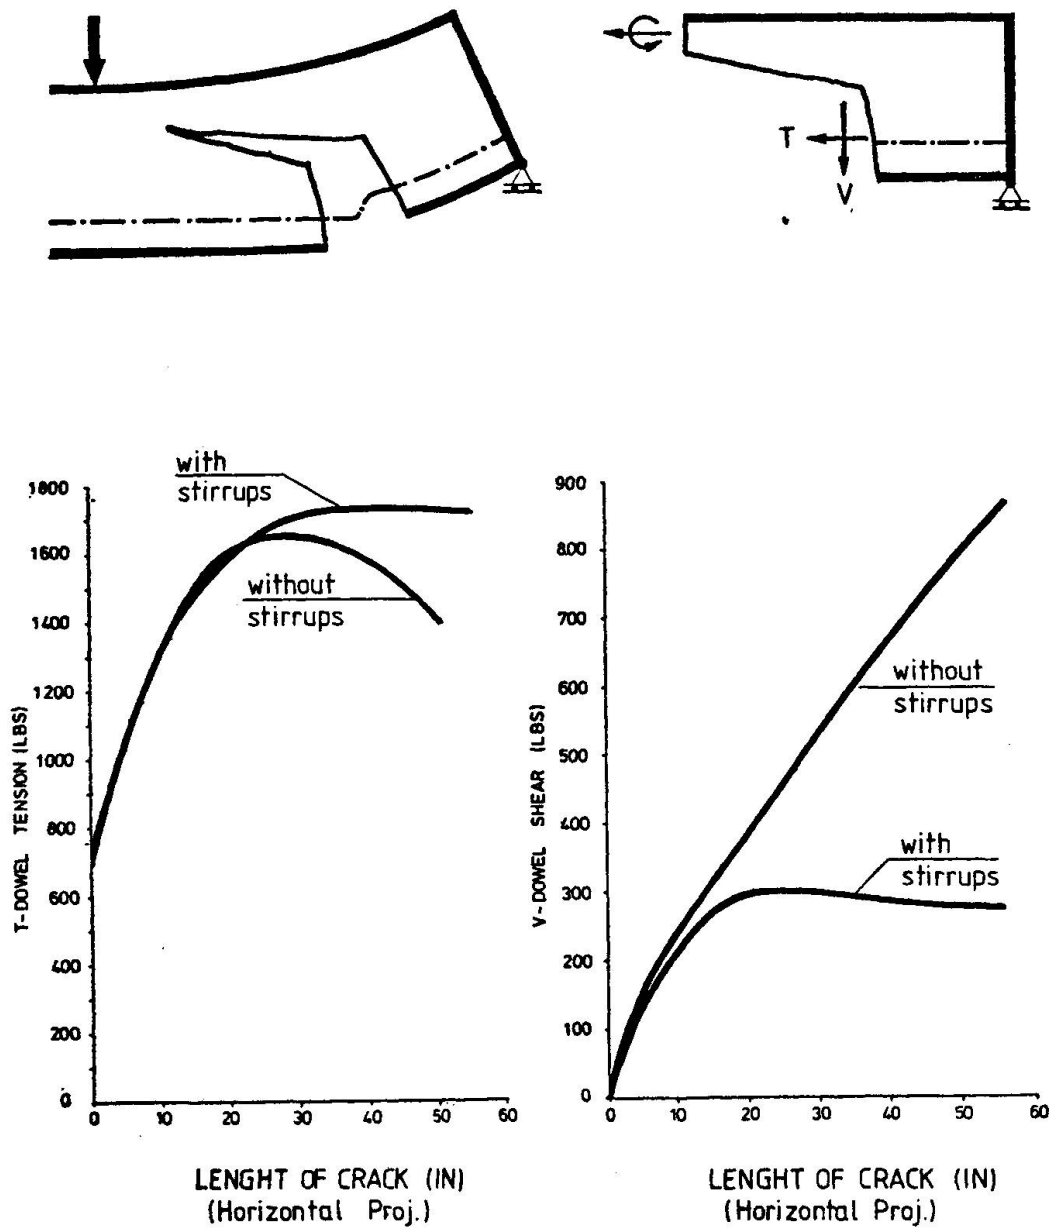 T
V
with
stirrups
without
stirrups
T-DOWEL TENSION (LBS)
1800
1600
1400
1200
1000
800
600
400
200
0
0 10 20 30 40 50 60
LENGHT OF CRACK (IN)
(Horizontal Proj.)
without
stirrups
with
stirrups
V-DOWEL SHEAR (LBS)
900
800
700
600
500
400
300
200
100
0
0 10 20 30 40 50 60
LENGHT OF CRACK (IN)
(Horizontal Proj.)